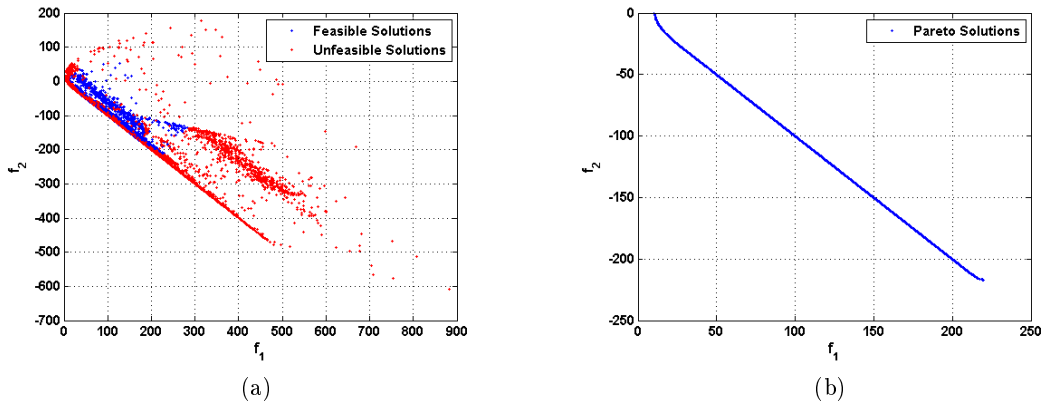 200
100
0
-100
-200
-300
-400
-500
-600
-700
f2
0 100 200 300 400 500 600 700 800 900
f1
Feasible Solutions
Unfeasible Solutions
(a)
0
-50
-100
-150
-200
-250
f2
0 50 100 150 200 250
f1
Pareto Solutions
(b)